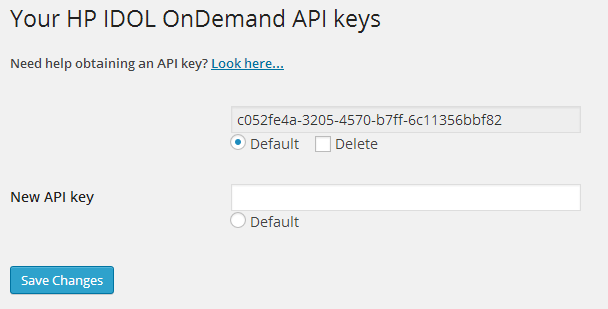 Your HP IDOL OnDemand API keys
Need help obtaining an API key? Look here...
c052fe4a-3205-4570-b7ff-6c11356bbf82
Default Delete
New API key
Default
Save Changes